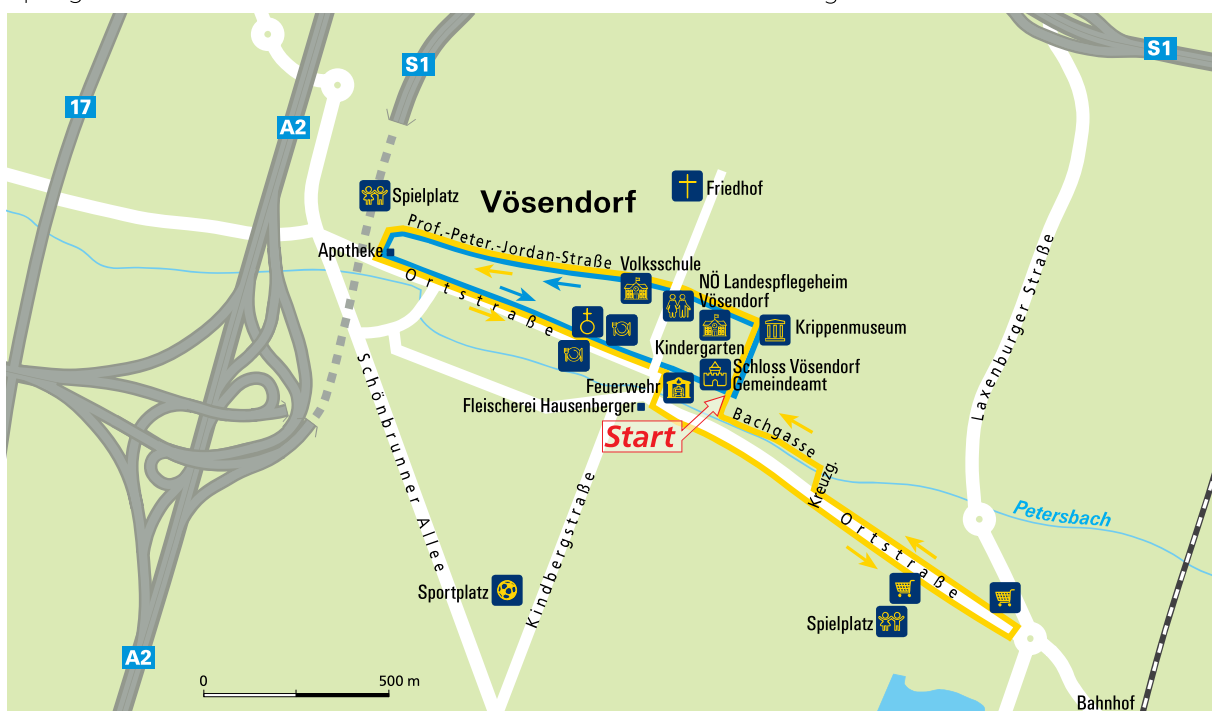 S1
S1
17
A2
Spielplatz
Vösendorf
Friedhof
Prof.-Peter.-Jordan-Straße
Apotheke
Volksschule
Ortstraße
NÖ Landespflegeheim
Vösendorf
Krippenmuseum
Kindergarten
Laxenburger Straße
Schloss Vösendorf
Gemeindeamt
Feuerwehr
Fleischerei Hausenberger
Start
Bachgasse
Kreuzg.
Schönbrunner Allee
Kindbergstraße
Petersbach
Ortstraße
Sportplatz
Spielplatz
A2
0 500 m
Bahnhof